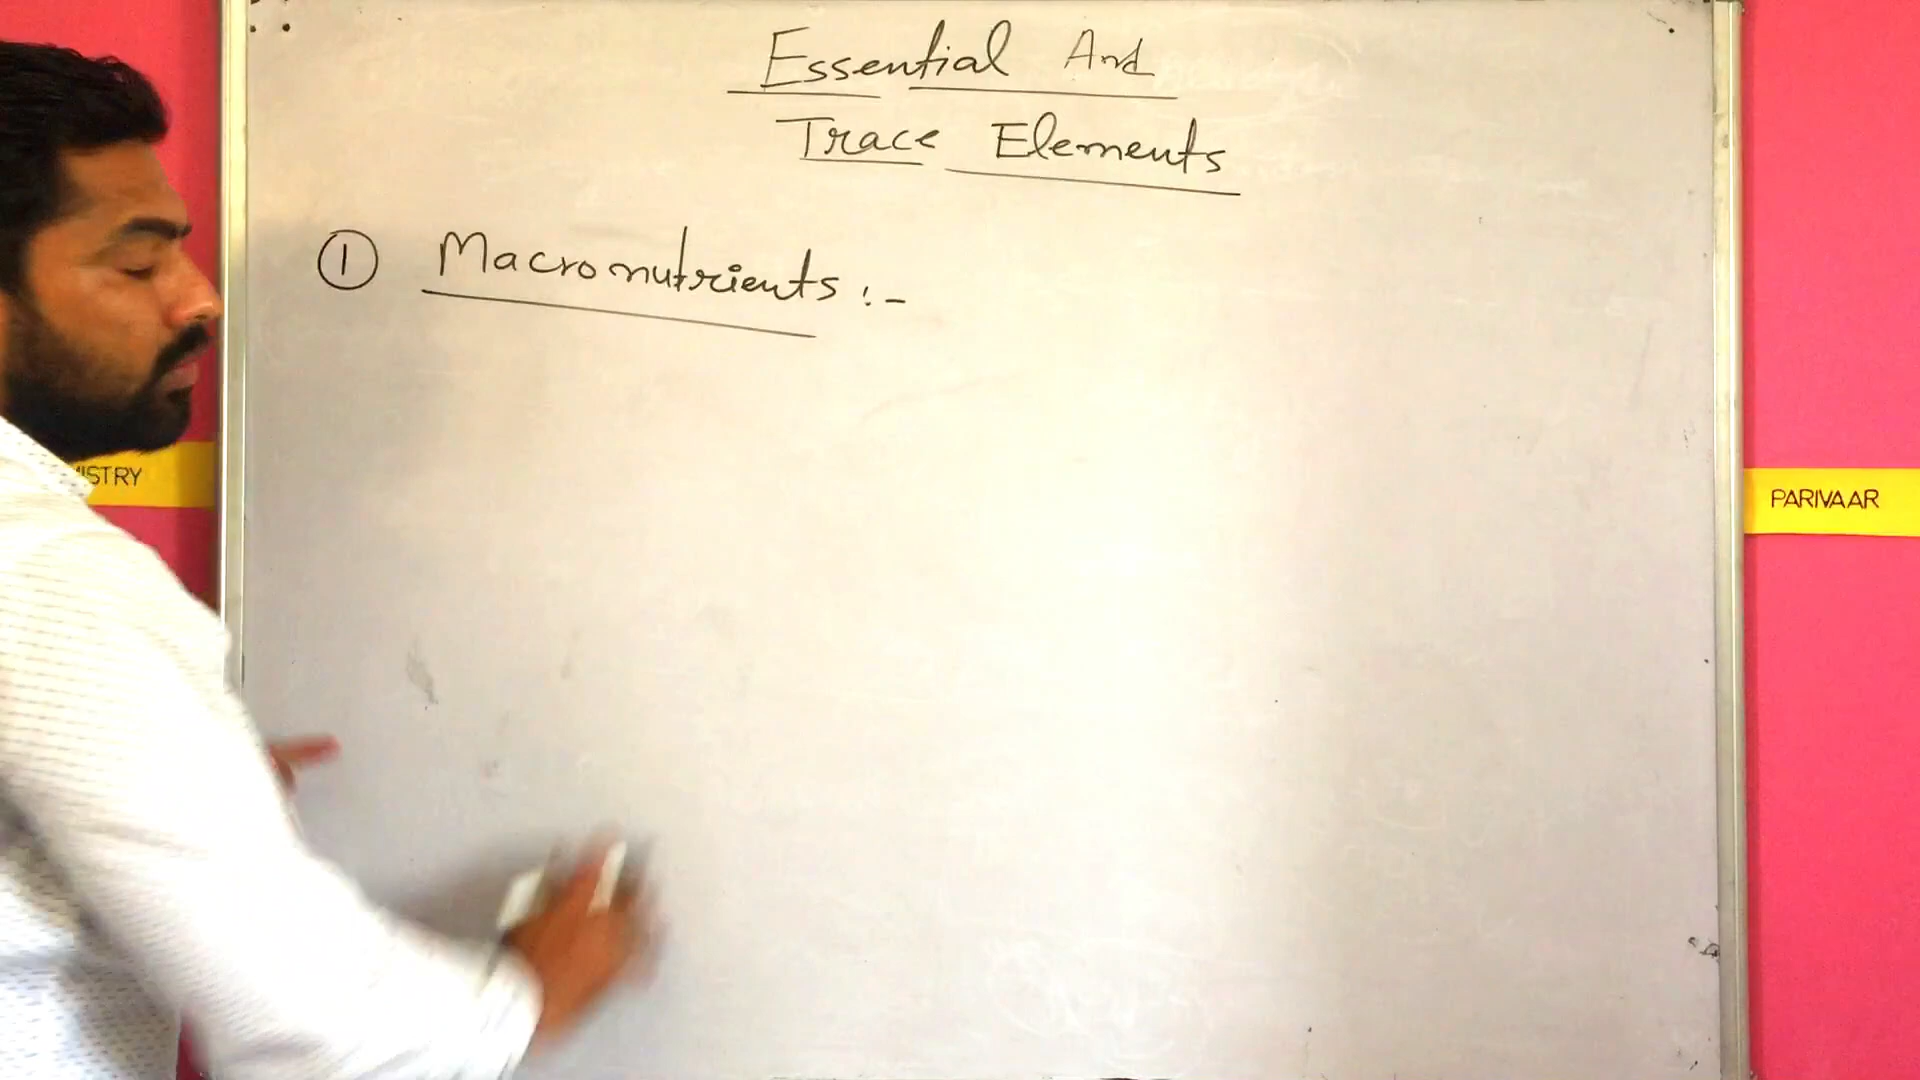 Essential And
Trace Elements
① Macronutrients :-
ISTRY
PARIVAAR